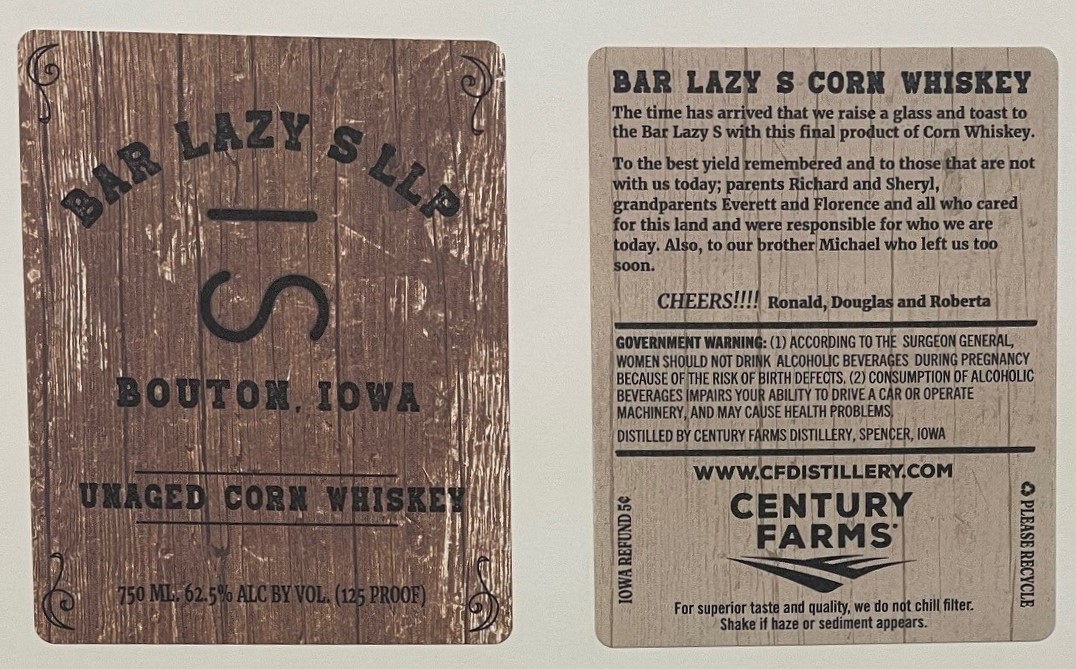 BAR LAZY S LLP
S
BOUTON, IOWA
UNAGED CORN WHISKEY
750 ML. 62.5% ALC BY VOL. (125 PROOF)
BAR LAZY S CORN WHISKEY
The time has arrived that we raise a glass and toast to
the Bar Lazy S with this final product of Corn Whiskey.
To the best yield remembered and to those that are not
with us today; parents Richard and Sheryl,
grandparents Everett and Florence and all who cared
for this land and were responsible for who we are
today. Also, to our brother Michael who left us too
soon.
CHEERS!!!! Ronald, Douglas and Roberta
GOVERNMENT WARNING: (1) ACCORDING TO THE SURGEON GENERAL,
WOMEN SHOULD NOT DRINK ALCOHOLIC BEVERAGES DURING PREGNANCY
BECAUSE OF THE RISK OF BIRTH DEFECTS. (2) CONSUMPTION OF ALCOHOLIC
BEVERAGES IMPAIRS YOUR ABILITY TO DRIVE A CAR OR OPERATE
MACHINERY, AND MAY CAUSE HEALTH PROBLEMS.
DISTILLED BY CENTURY FARMS DISTILLERY, SPENCER, IOWA
WWW.CFDISTILLERY.COM
CENTURY
FARMS
IOWA REFUND 5¢
♻ PLEASE RECYCLE
For superior taste and quality, we do not chill filter.
Shake if haze or sediment appears.